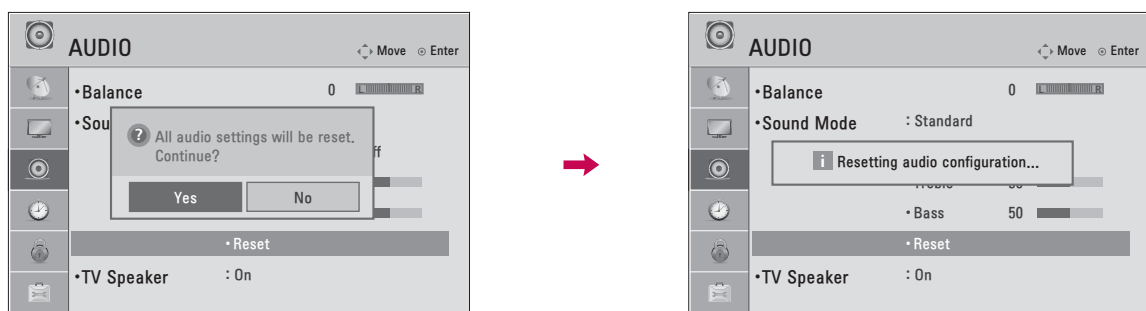 AUDIO
Move
Enter
•Balance 0 L R
•Sou
? All audio settings will be reset.
Continue?
ff
Yes No
•Reset
•TV Speaker : On
AUDIO
Move
Enter
•Balance 0 L R
•Sound Mode : Standard
i Resetting audio configuration...
•Bass 50
•Reset
•TV Speaker : On